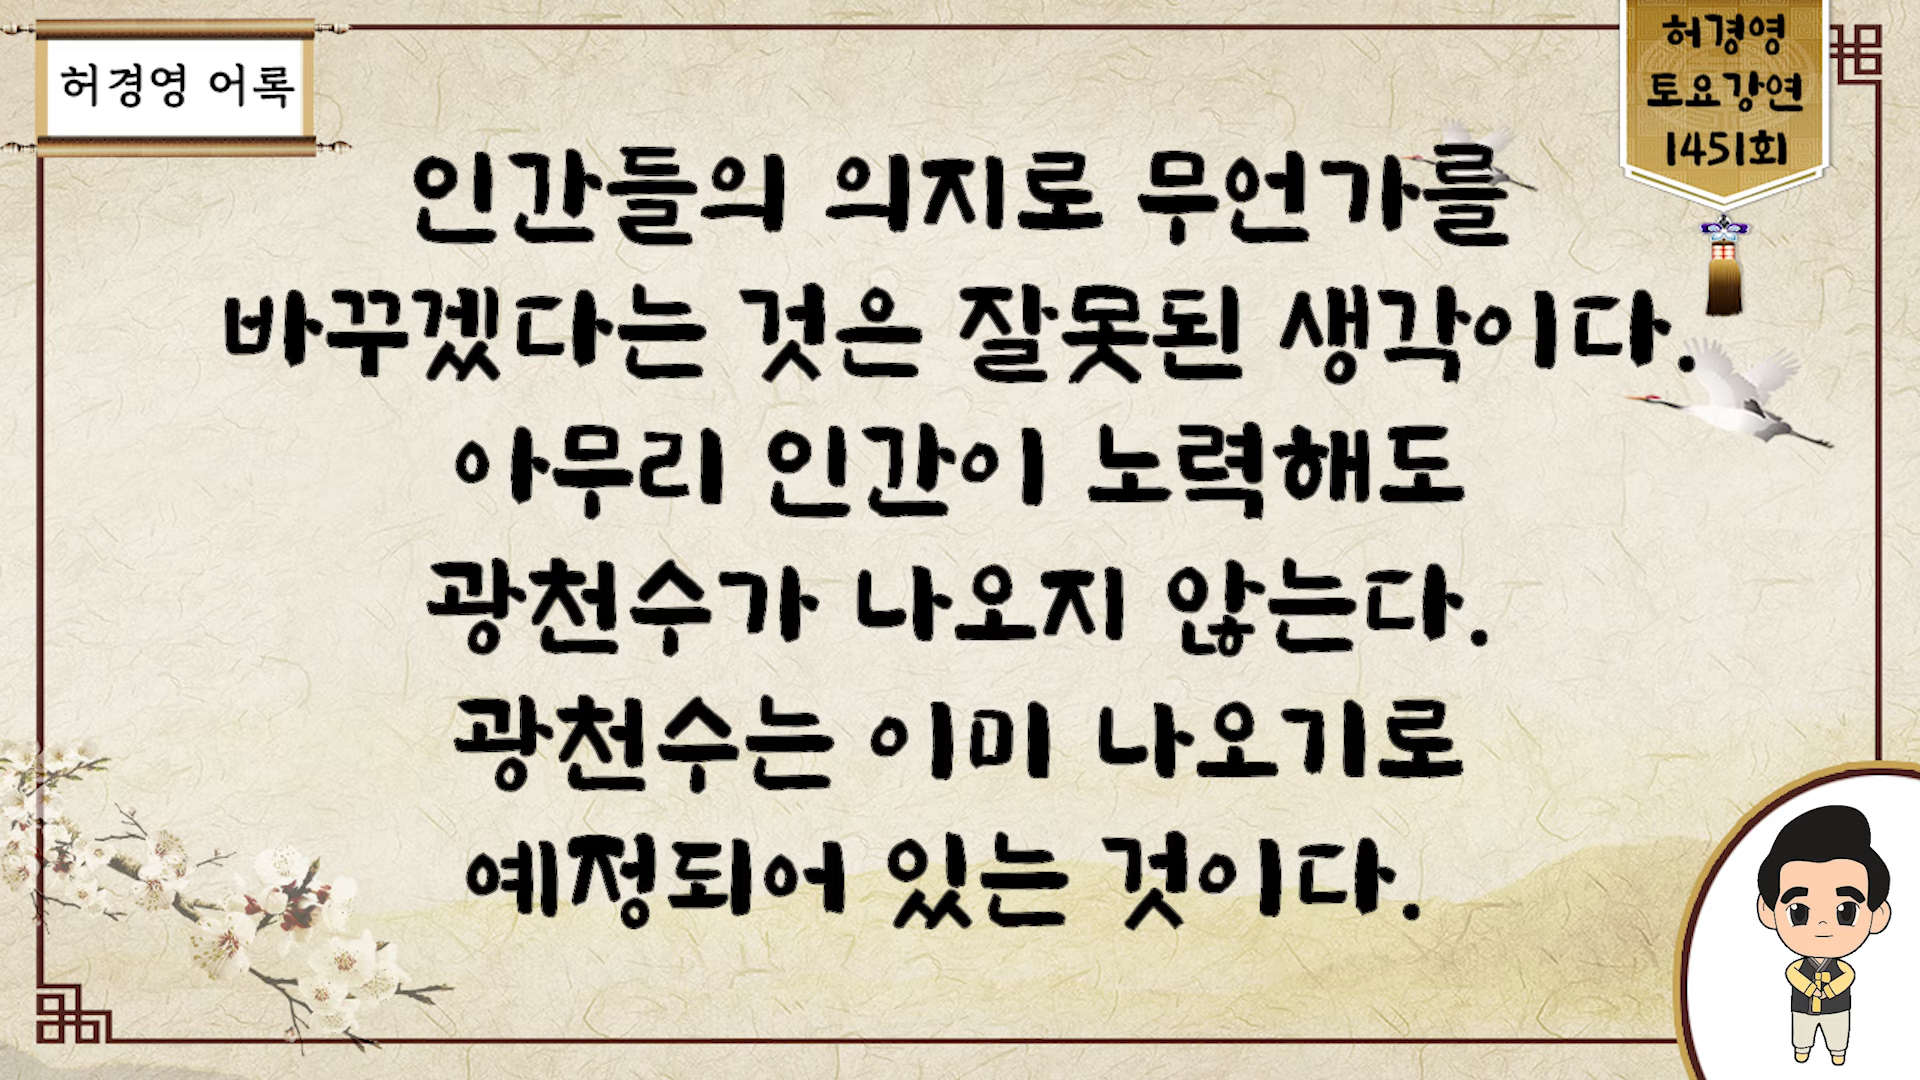 허경영 어록
허경영
토요강연
1451회
인간들의 의지로 무언가를
바꾸겠다는 것은 잘못된 생각이다.
아무리 인간이 노력해도
광천수가 나오지 않는다.
광천수는 이미 나오기로
예정되어 있는 것이다.